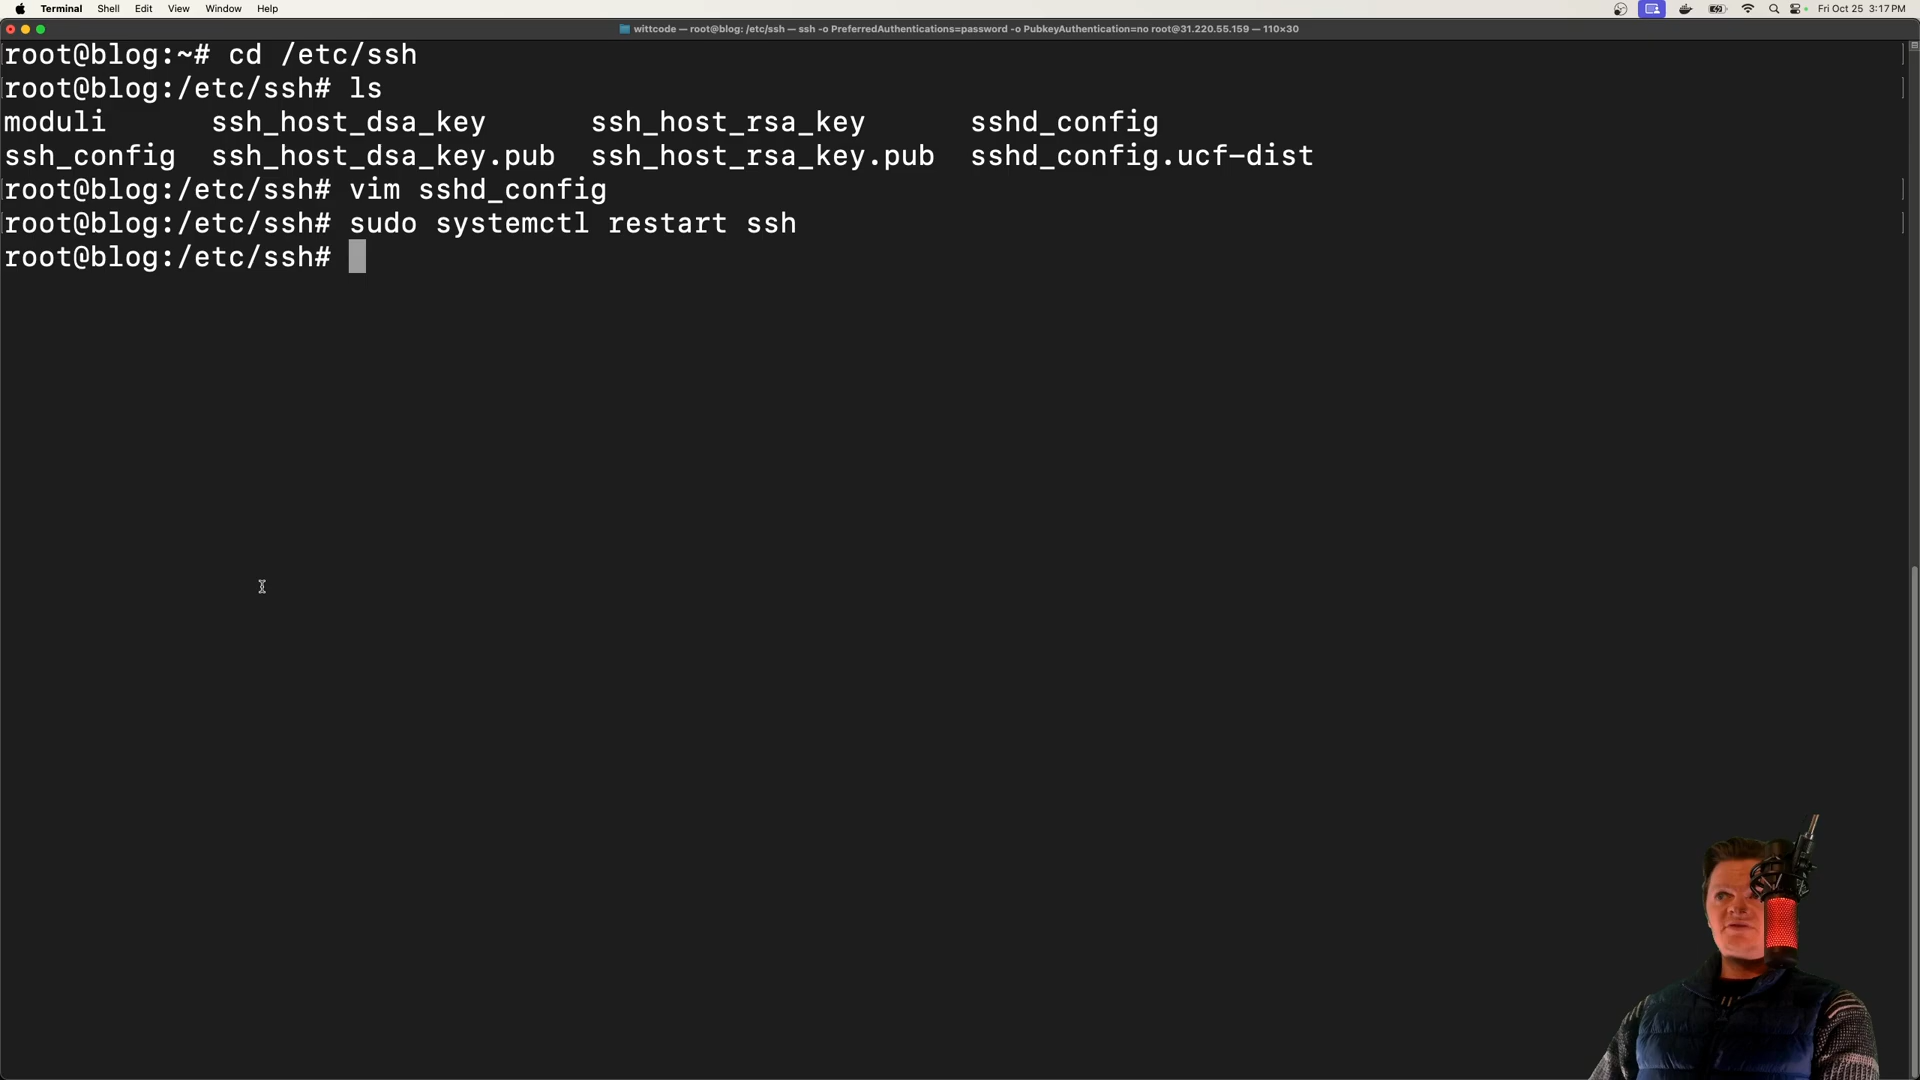 Terminal Shell Edit View Window Help Fri Oct 25 3:17 PM
wittcode — root@blog: /etc/ssh — ssh -o PreferredAuthentications=password -o PubkeyAuthentication=no root@31.220.55.159 — 110×30
root@blog:~# cd /etc/ssh
root@blog:/etc/ssh# ls
moduli ssh_host_dsa_key ssh_host_rsa_key sshd_config
ssh_config ssh_host_dsa_key.pub ssh_host_rsa_key.pub sshd_config.ucf-dist
root@blog:/etc/ssh# vim sshd_config
root@blog:/etc/ssh# sudo systemctl restart ssh
root@blog:/etc/ssh#